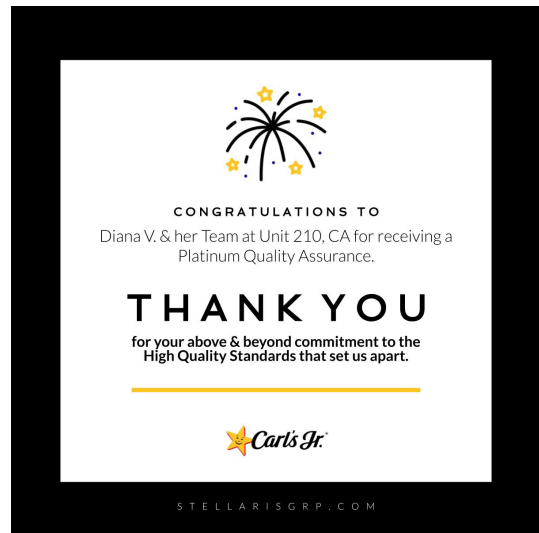 CONGRATULATIONS TO
Diana V. & her Team at Unit 210, CA for receiving a
Platinum Quality Assurance.
THANK YOU
for your above & beyond commitment to the
High Quality Standards that set us apart.
Carl's Jr.
STELLARISGRP.COM